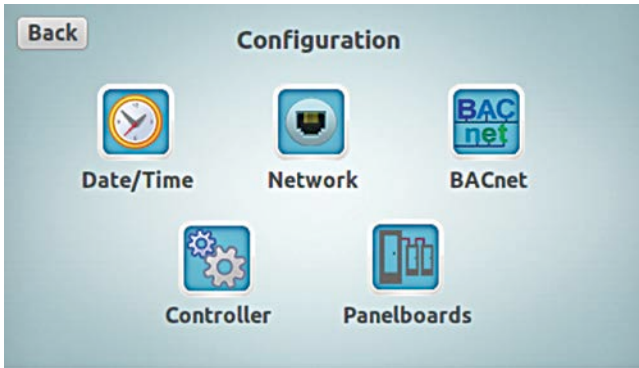 Back
Configuration
BAC
net
Date/Time
Network
BACnet
Controller
Panelboards